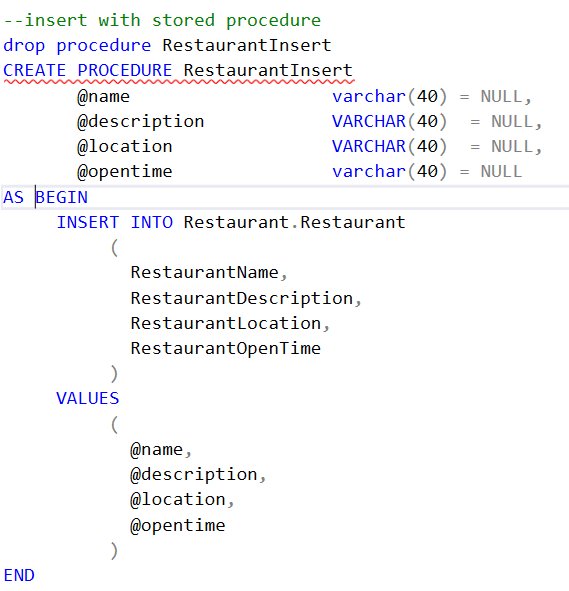 --insert with stored procedure
drop procedure RestaurantInsert
CREATE PROCEDURE RestaurantInsert
@name varchar(40) = NULL,
@description VARCHAR(40) = NULL,
@location VARCHAR(40) = NULL,
@opentime varchar(40) = NULL
AS BEGIN
INSERT INTO Restaurant.Restaurant
(
RestaurantName,
RestaurantDescription,
RestaurantLocation,
RestaurantOpenTime
)
VALUES
(
@name,
@description,
@location,
@opentime
)
END